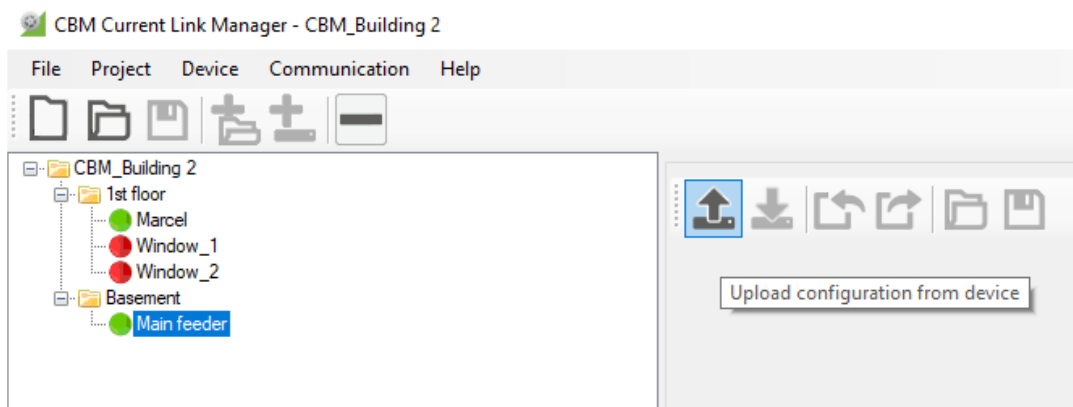 CBM Current Link Manager - CBM_Building 2
File Project Device Communication Help
CBM_Building 2
1st floor
Marcel
Window_1
Window_2
Basement
Main feeder
Upload configuration from device